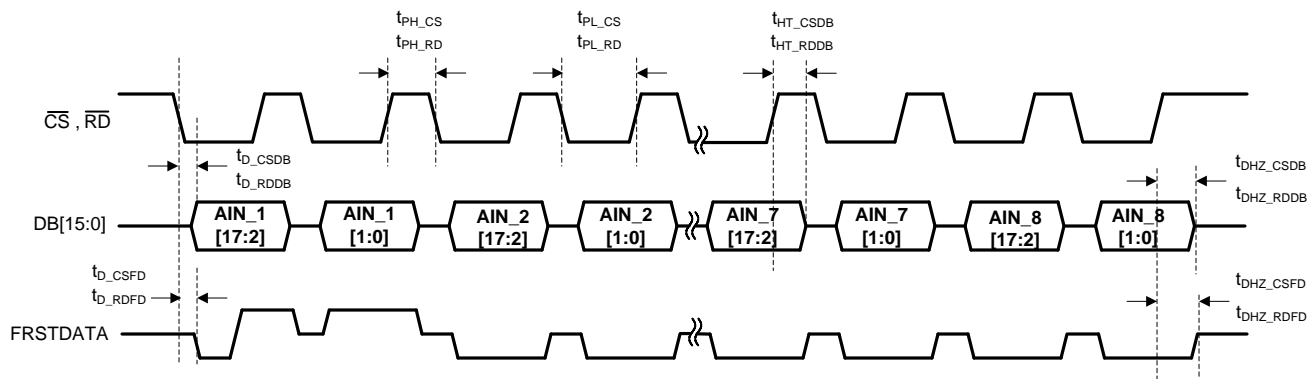 tPH_CS
tPL_CS
tHT_CSDB
tPH_RD
tPL_RD
tHT_RDDB
CS , RD
tD_CSDB
tD_RDDB
tDHZ_CSDB
tDHZ_RDDB
DB[15:0]
AIN_1
[17:2]
AIN_1
[1:0]
AIN_2
[17:2]
AIN_2
[1:0]
AIN_7
[17:2]
AIN_7
[1:0]
AIN_8
[17:2]
AIN_8
[1:0]
tD_CSFD
tD_RDFD
tDHZ_CSFD
tDHZ_RDFD
FRSTDATA